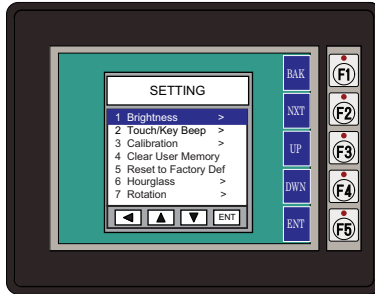 SETTING
1 Brightness >
2 Touch/Key Beep >
3 Calibration >
4 Clear User Memory
5 Reset to Factory Def
6 Hourglass >
7 Rotation >
ENT
BAK
NXT
UP
DWN
ENT
F1
F2
F3
F4
F5